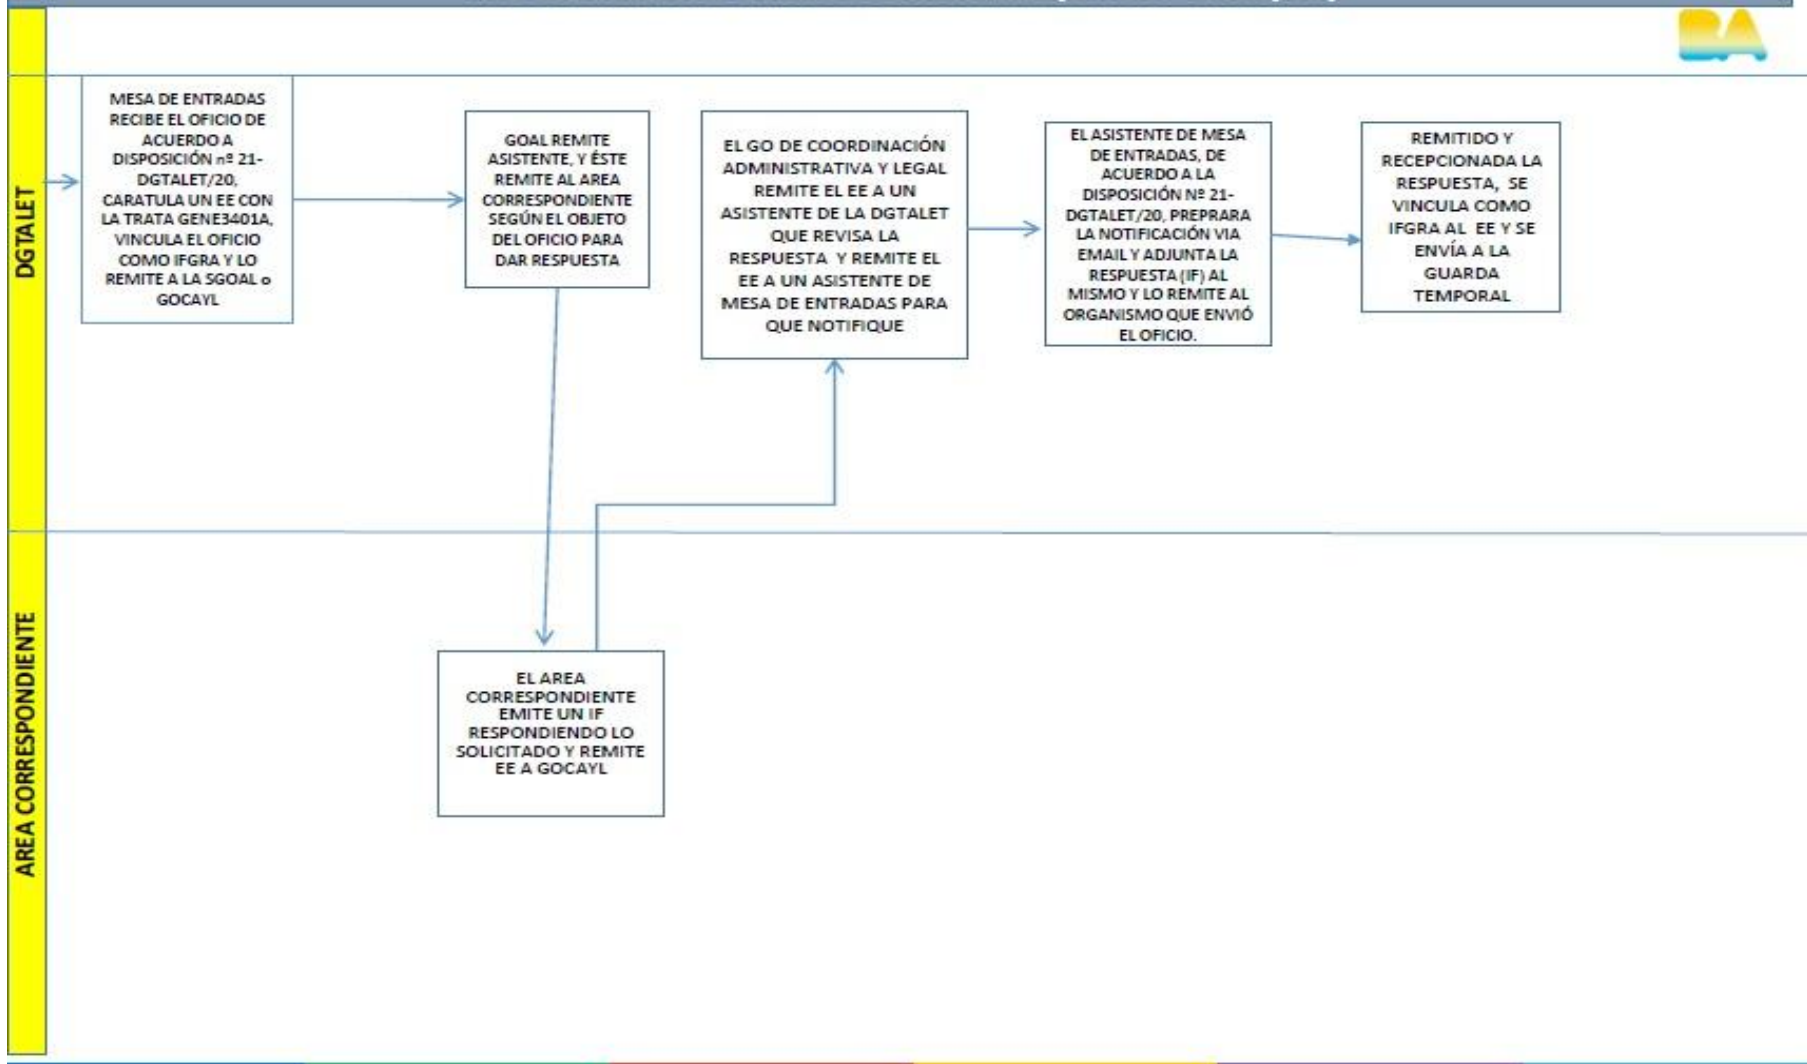 BA
DGTALET
MESA DE ENTRADAS
RECIBE EL OFICIO DE
ACUERDO A
DISPOSICIÓN nº 21-
DGTALET/20,
CARATULA UN EE CON
LA TRATA GENE3401A,
VINCULA EL OFICIO
COMO IFGRA Y LO
REMITE A LA SGOAL o
GOCAYL
GOAL REMITE
ASISTENTE, Y ÉSTE
REMITE AL AREA
CORRESPONDIENTE
SEGÚN EL OBJETO
DEL OFICIO PARA
DAR RESPUESTA
EL GO DE COORDINACIÓN
ADMINISTRATIVA Y LEGAL
REMITE EL EE A UN
ASISTENTE DE LA DGTALET
QUE REVISA LA
RESPUESTA Y REMITE EL
EE A UN ASISTENTE DE
MESA DE ENTRADAS PARA
QUE NOTIFIQUE
EL ASISTENTE DE MESA
DE ENTRADAS, DE
ACUERDO A LA
DISPOSICIÓN Nº 21-
DGTALET/20, PREPRARA
LA NOTIFICACIÓN VIA
EMAIL Y ADJUNTA LA
RESPUESTA (IF) AL
MISMO Y LO REMITE AL
ORGANISMO QUE ENVIÓ
EL OFICIO.
REMITIDO Y
RECEPCIONADA LA
RESPUESTA, SE
VINCULA COMO
IFGRA AL EE Y SE
ENVÍA A LA
GUARDA
TEMPORAL
AREA CORRESPONDIENTE
EL AREA
CORRESPONDIENTE
EMITE UN IF
RESPONDIENDO LO
SOLICITADO Y REMITE
EE A GOCAYL